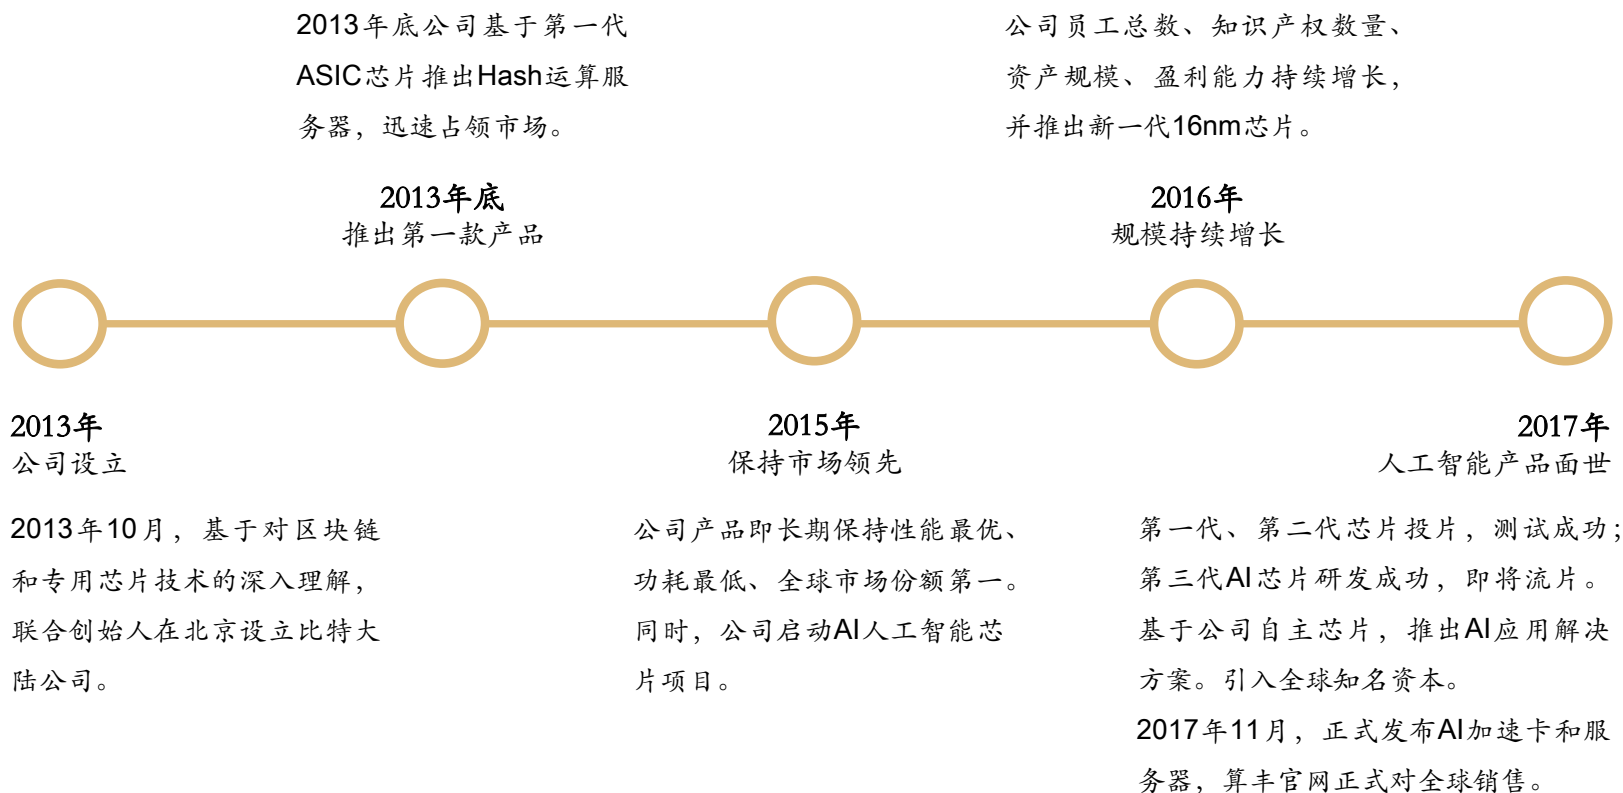 2013年底公司基于第一代
ASIC芯片推出Hash运算服
务器，迅速占领市场。
2013年底
推出第一款产品
公司员工总数、知识产权数量、
资产规模、盈利能力持续增长，
并推出新一代16nm芯片。
2016年
规模持续增长
2013年
公司设立
2013年10月，基于对区块链
和专用芯片技术的深入理解，
联合创始人在北京设立比特大
陆公司。
2015年
保持市场领先
公司产品即长期保持性能最优、
功耗最低、全球市场份额第一。
同时，公司启动AI人工智能芯
片项目。
2017年
人工智能产品面世
第一代、第二代芯片投片，测试成功；
第三代AI芯片研发成功，即将流片。
基于公司自主芯片，推出AI应用解决
方案。引入全球知名资本。
2017年11月，正式发布AI加速卡和服
务器，算丰官网正式对全球销售。